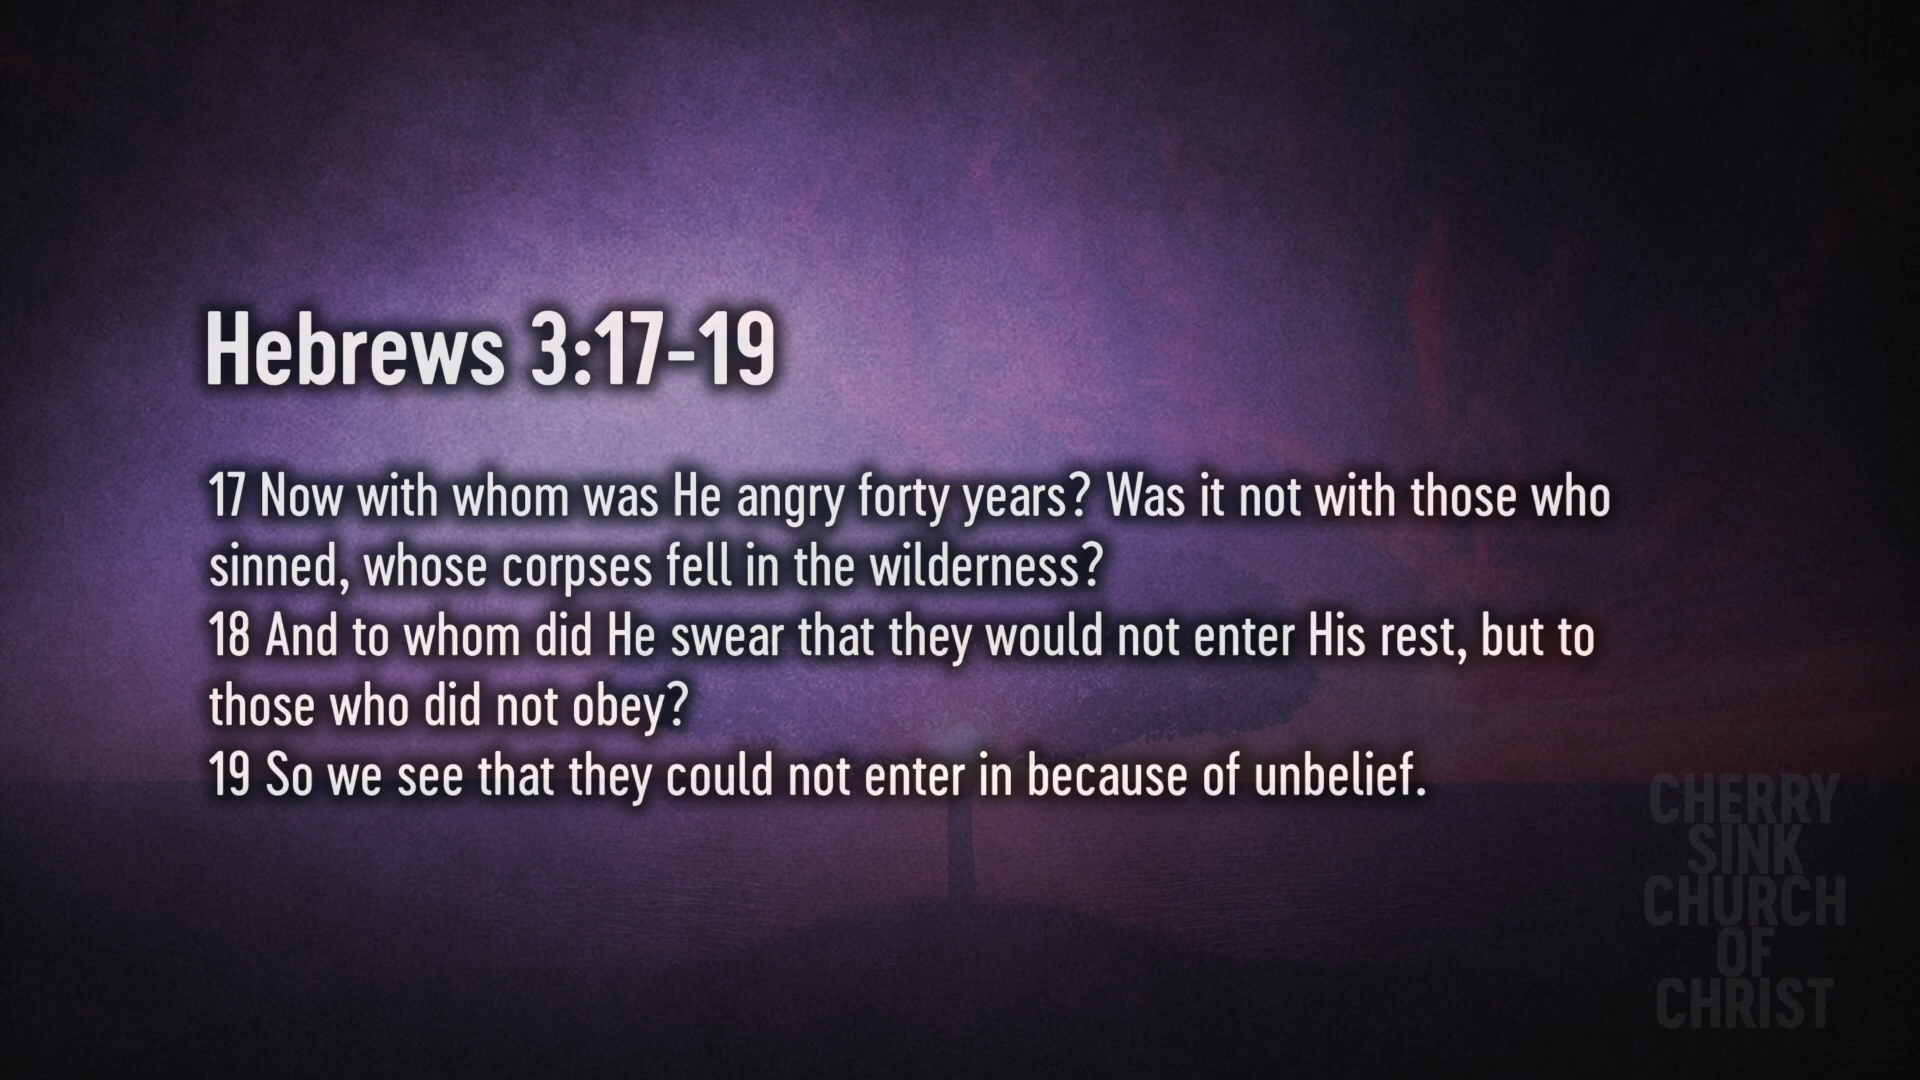 Hebrews 3:17-19
17 Now with whom was He angry forty years? Was it not with those who
sinned, whose corpses fell in the wilderness?
18 And to whom did He swear that they would not enter His rest, but to
those who did not obey?
19 So we see that they could not enter in because of unbelief.
CHERRY
SINK
CHURCH
OF
CHRIST